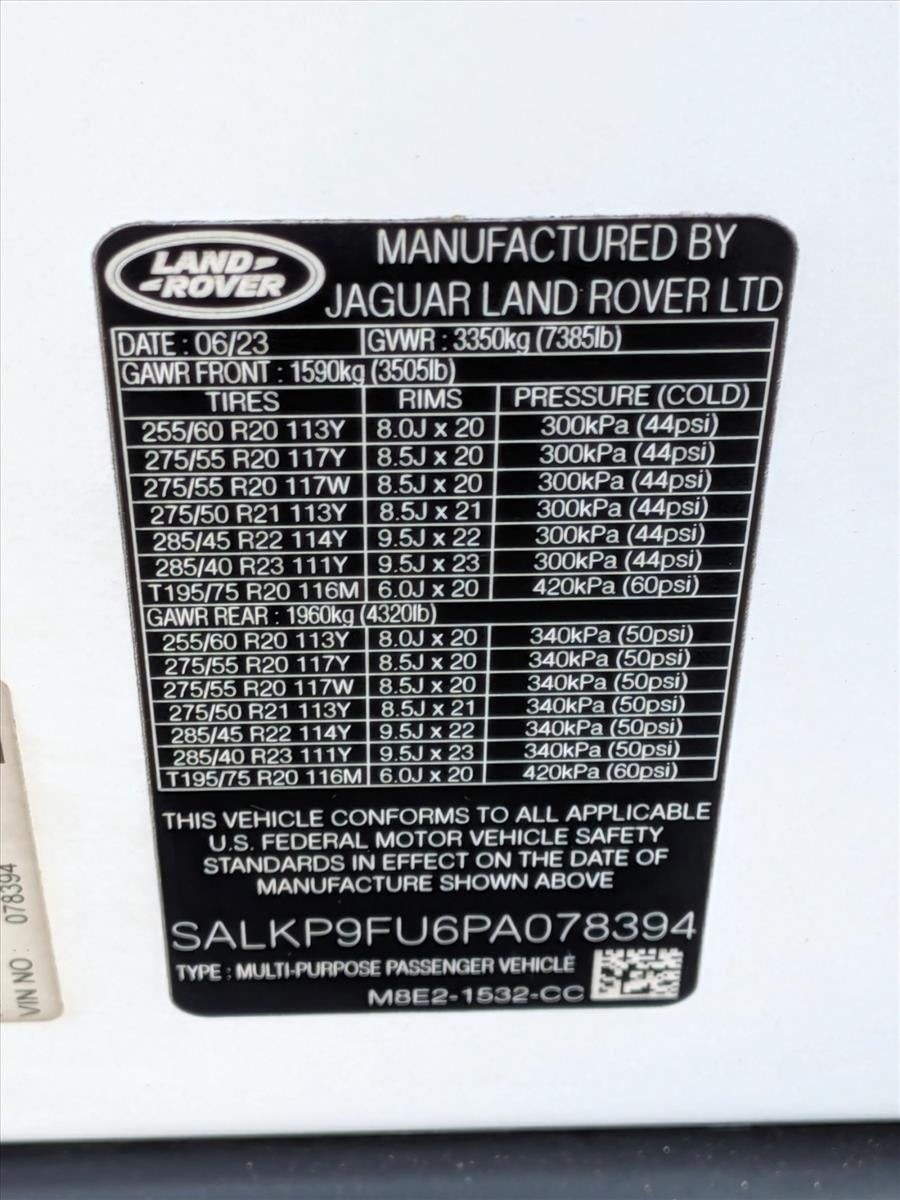 LAND-
-ROVER
MANUFACTURED BY
JAGUAR LAND ROVER LTD
DATE : 06/23 GVWR : 3350kg (7385lb)
GAWR FRONT : 1590kg (3505lb)
TIRES RIMS PRESSURE (COLD)
255/60 R20 113Y 8.0J x 20 300kPa (44psi)
275/55 R20 117Y 8.5J x 20 300kPa (44psi)
275/55 R20 117W 8.5J x 20 300kPa (44psi)
275/50 R21 113Y 8.5J x 21 300kPa (44psi)
285/45 R22 114Y 9.5J x 22 300kPa (44psi)
285/40 R23 111Y 9.5J x 23 300kPa (44psi)
T195/75 R20 116M 6.0J x 20 420kPa (60psi)
GAWR REAR : 1960kg (4320lb)
255/60 R20 113Y 8.0J x 20 340kPa (50psi)
275/55 R20 117Y 8.5J x 20 340kPa (50psi)
275/55 R20 117W 8.5J x 20 340kPa (50psi)
275/50 R21 113Y 8.5J x 21 340kPa (50psi)
285/45 R22 114Y 9.5J x 22 340kPa (50psi)
285/40 R23 111Y 9.5J x 23 340kPa (50psi)
T195/75 R20 116M 6.0J x 20 420kPa (60psi)
THIS VEHICLE CONFORMS TO ALL APPLICABLE
U.S. FEDERAL MOTOR VEHICLE SAFETY
STANDARDS IN EFFECT ON THE DATE OF
MANUFACTURE SHOWN ABOVE
SALKP9FU6PA078394
TYPE : MULTI-PURPOSE PASSENGER VEHICLE
M8E2-1532-CC
VIN NO : 078394